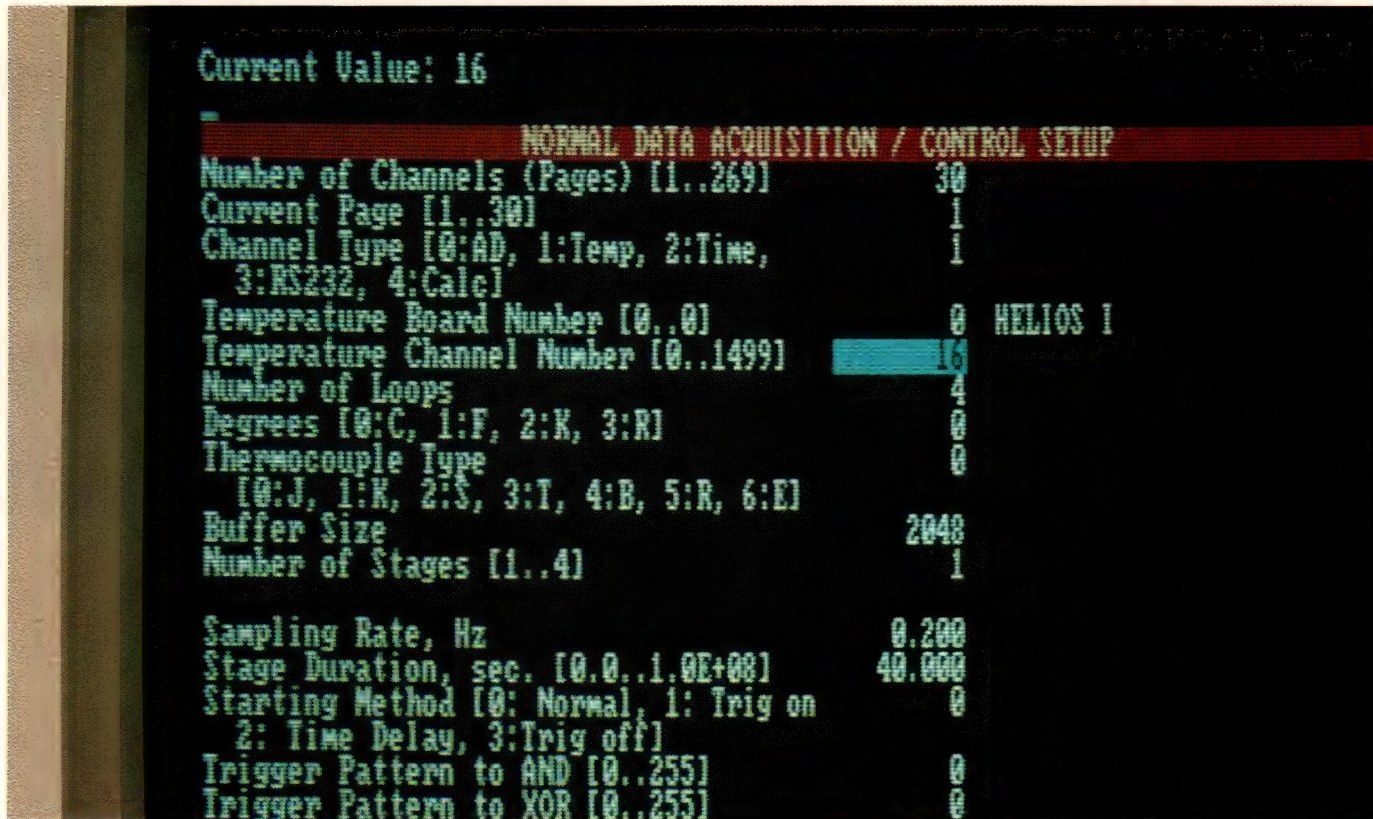 Current Value: 16
NORMAL DATA ACQUISITION / CONTROL SETUP
Number of Channels (Pages) [1..269] 30
Current Page [1..30] 1
Channel Type [0:AD, 1:Temp, 2:Time, 1
3:RS232, 4:Calc]
Temperature Board Number [0..0] 0 HELIOS I
Temperature Channel Number [0..1499] 16
Number of Loops 4
Degrees [0:C, 1:F, 2:K, 3:R] 0
Thermocouple Type 0
[0:J, 1:K, 2:S, 3:T, 4:B, 5:R, 6:E]
Buffer Size 2048
Number of Stages [1..4] 1
Sampling Rate, Hz 0.200
Stage Duration, sec. [0.0..1.0E+08] 40.000
Starting Method [0: Normal, 1: Trig on 0
2: Time Delay, 3:Trig off]
Trigger Pattern to AND [0..255] 0
Trigger Pattern to XOR [0..255] 0